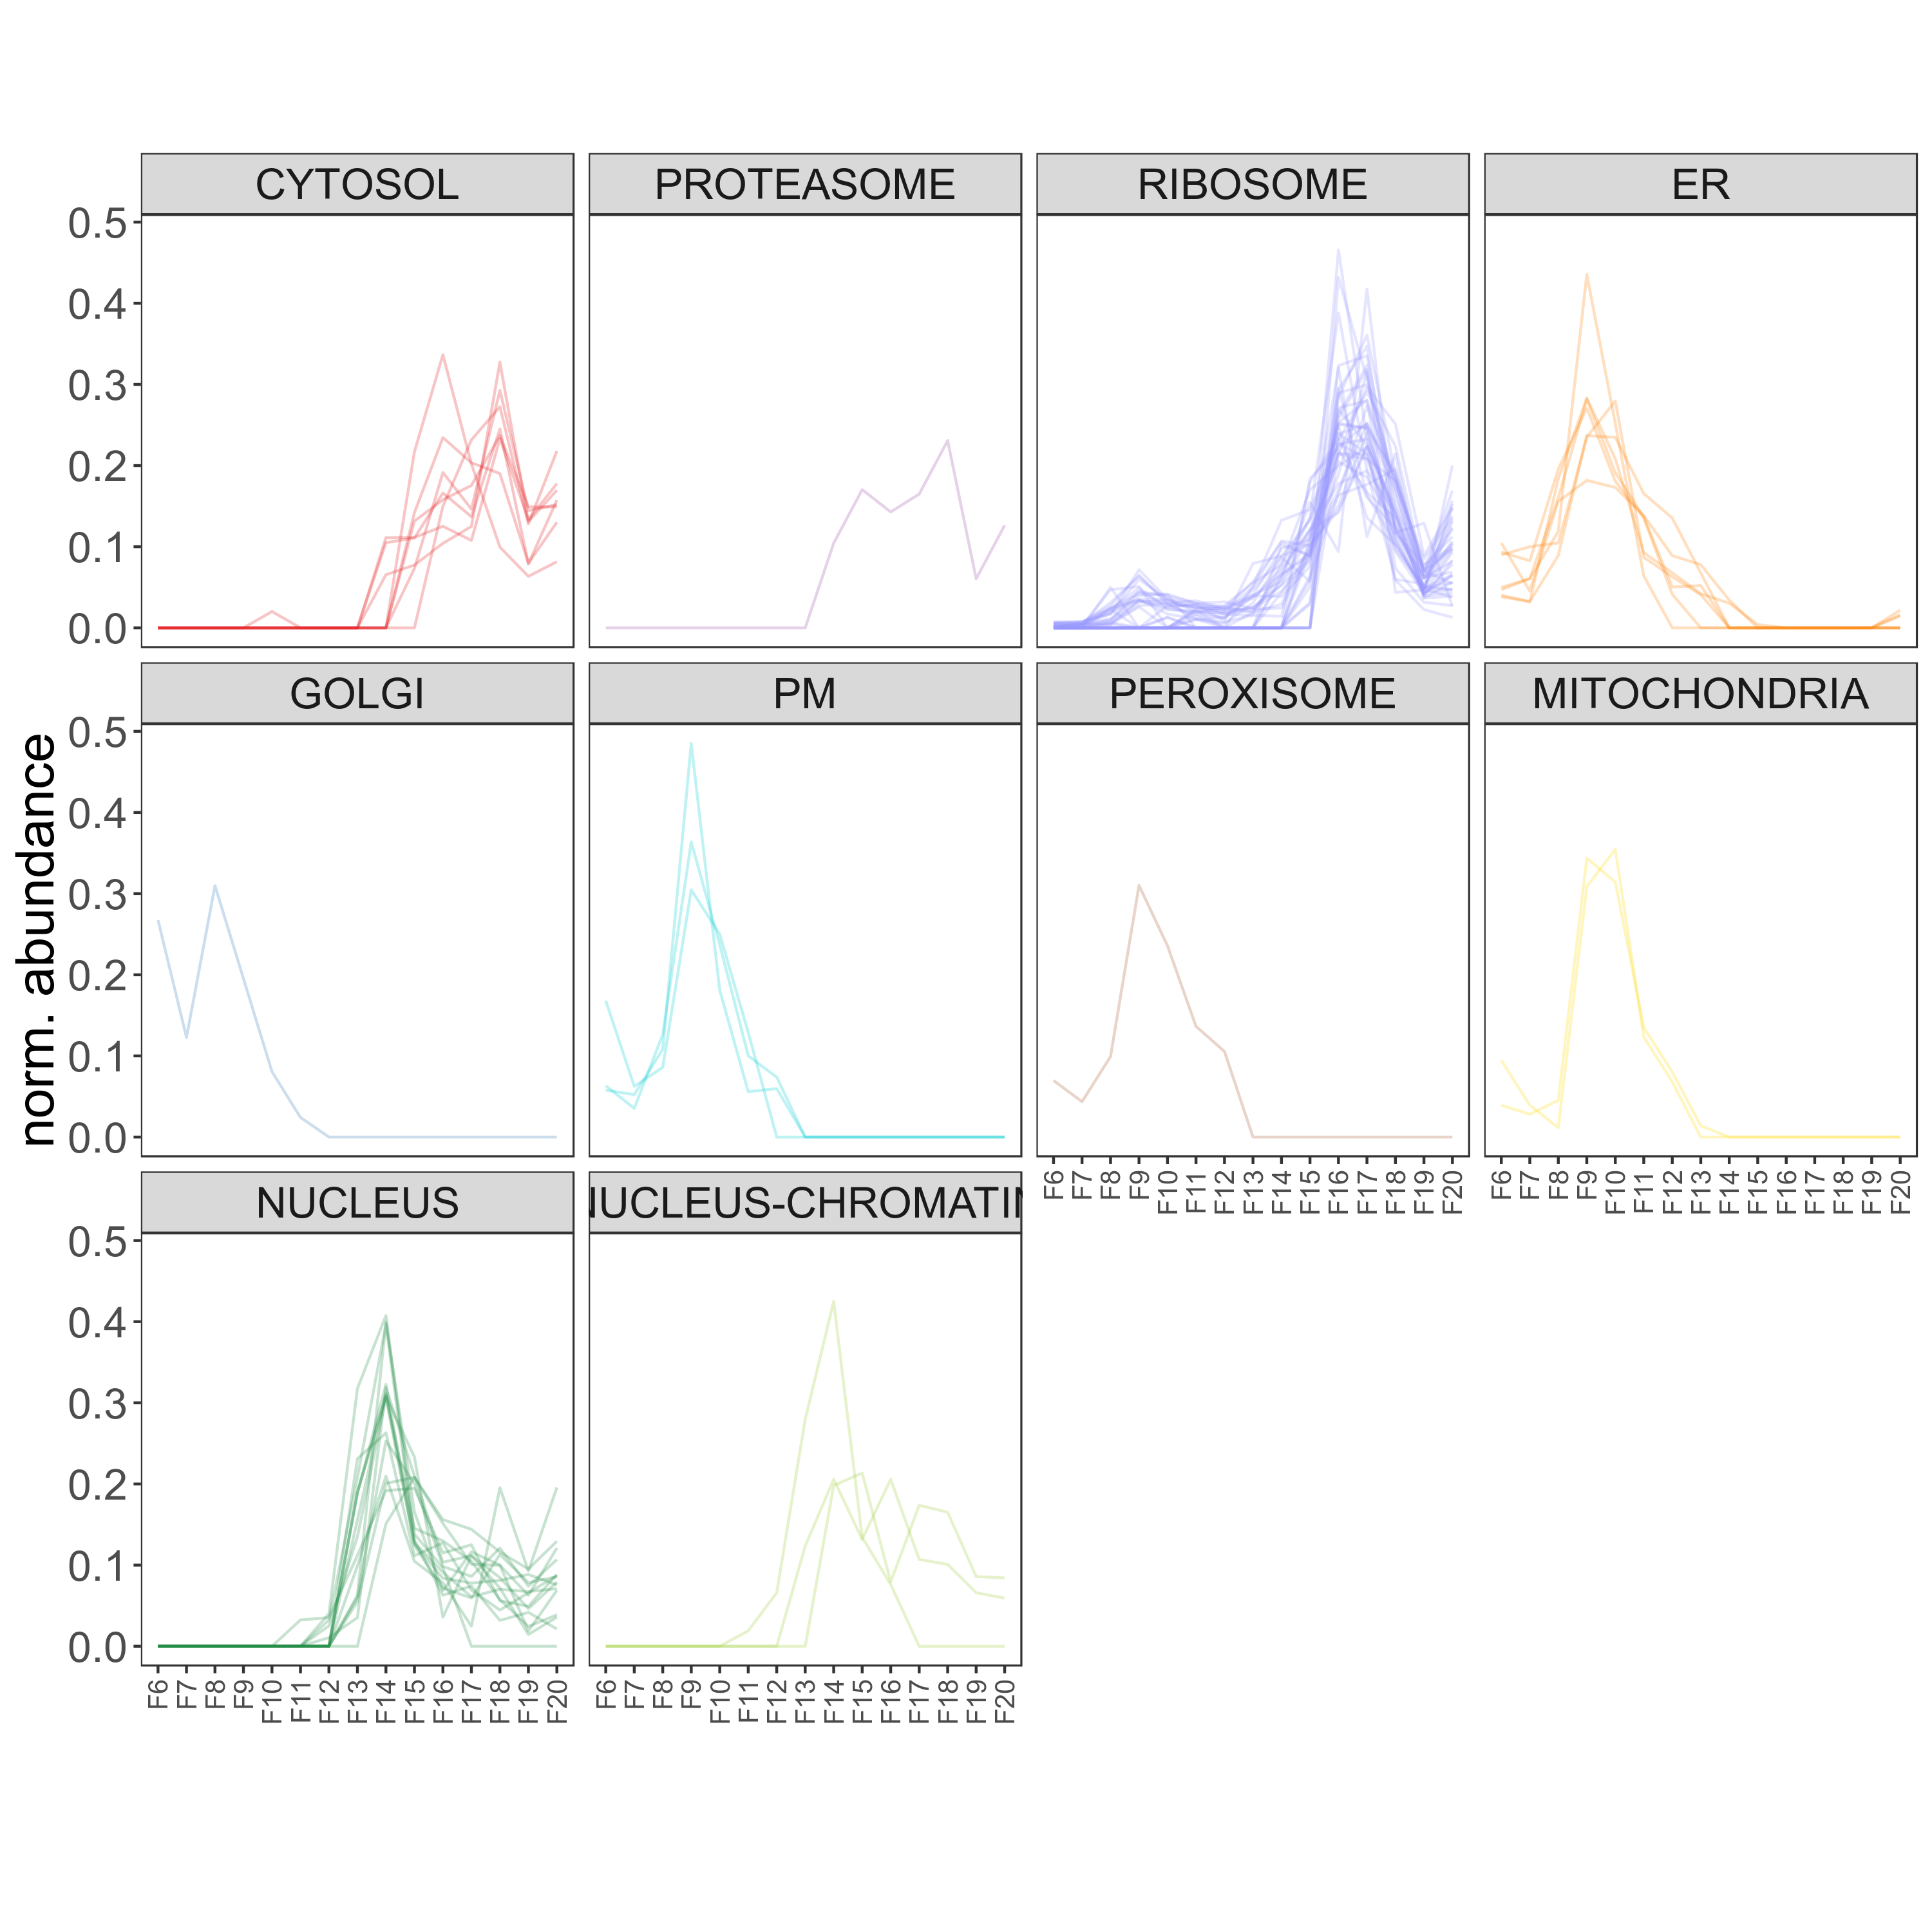 CYTOSOL PROTEASOME RIBOSOME ER
0.5
0.4
0.3
0.2
0.1
0.0
GOLGI PM PEROXISOME MITOCHONDRIA
norm. abundance
0.5
0.4
0.3
0.2
0.1
0.0
F6 F7 F8 F9 F10 F11 F12 F13 F14 F15 F16 F17 F18 F19 F20
F6 F7 F8 F9 F10 F11 F12 F13 F14 F15 F16 F17 F18 F19 F20
NUCLEUS NUCLEUS-CHROMATIN
0.5
0.4
0.3
0.2
0.1
0.0
F6 F7 F8 F9 F10 F11 F12 F13 F14 F15 F16 F17 F18 F19 F20
F6 F7 F8 F9 F10 F11 F12 F13 F14 F15 F16 F17 F18 F19 F20